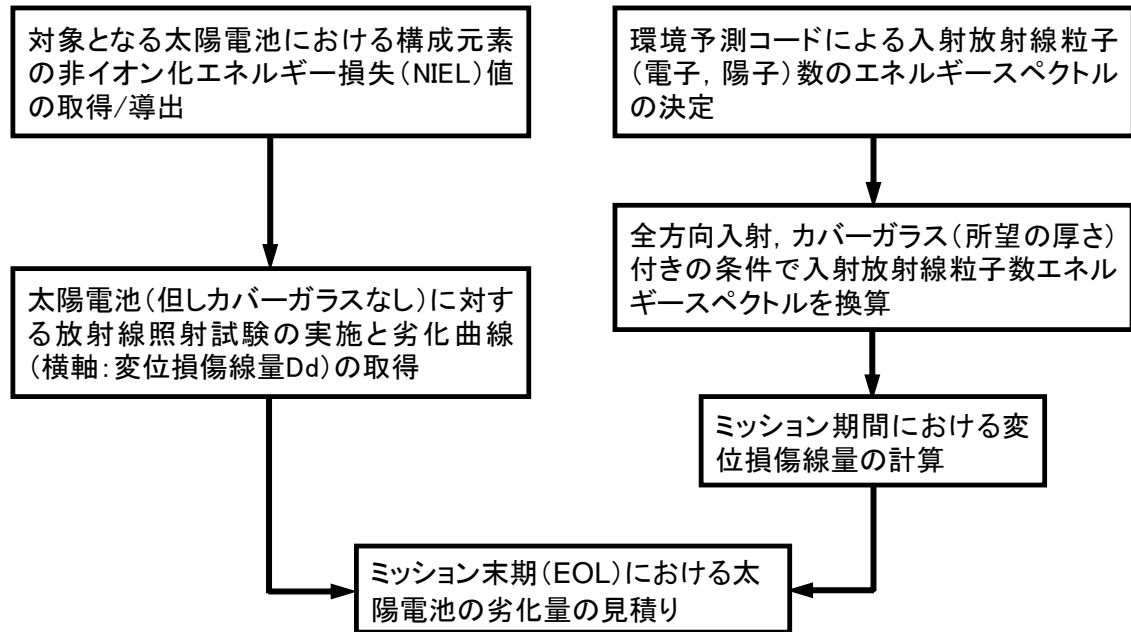 対象となる太陽電池における構成元素
の非イオン化エネルギー損失(NIEL)値
の取得/導出
太陽電池(但しカバーガラスなし)に対す
る放射線照射試験の実施と劣化曲線
(横軸:変位損傷線量Dd)の取得
環境予測コードによる入射放射線粒子
(電子, 陽子)数のエネルギースペクトル
の決定
全方向入射, カバーガラス(所望の厚さ)
付きの条件で入射放射線粒子数エネル
ギースペクトルを換算
ミッション期間における変
位損傷線量の計算
ミッション末期(EOL)における太
陽電池の劣化量の見積り